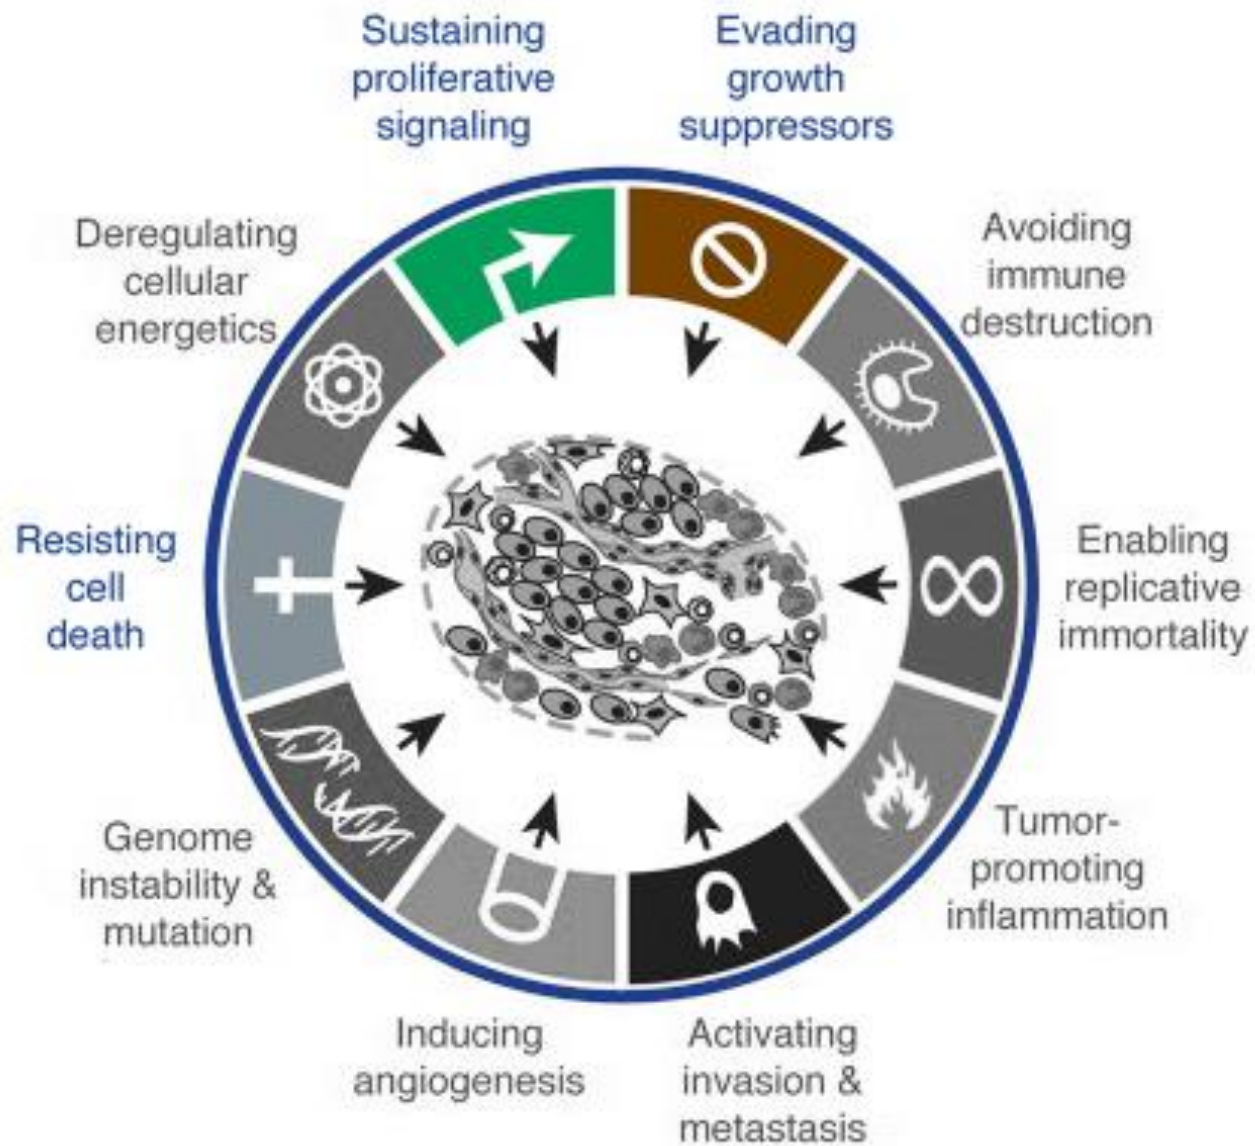 Sustaining
proliferative
signaling
Evading
growth
suppressors
Avoiding
immune
destruction
Enabling
replicative
immortality
Tumor-
promoting
inflammation
Activating
invasion &
metastasis
Inducing
angiogenesis
Genome
instability &
mutation
Resisting
cell
death
Deregulating
cellular
energetics